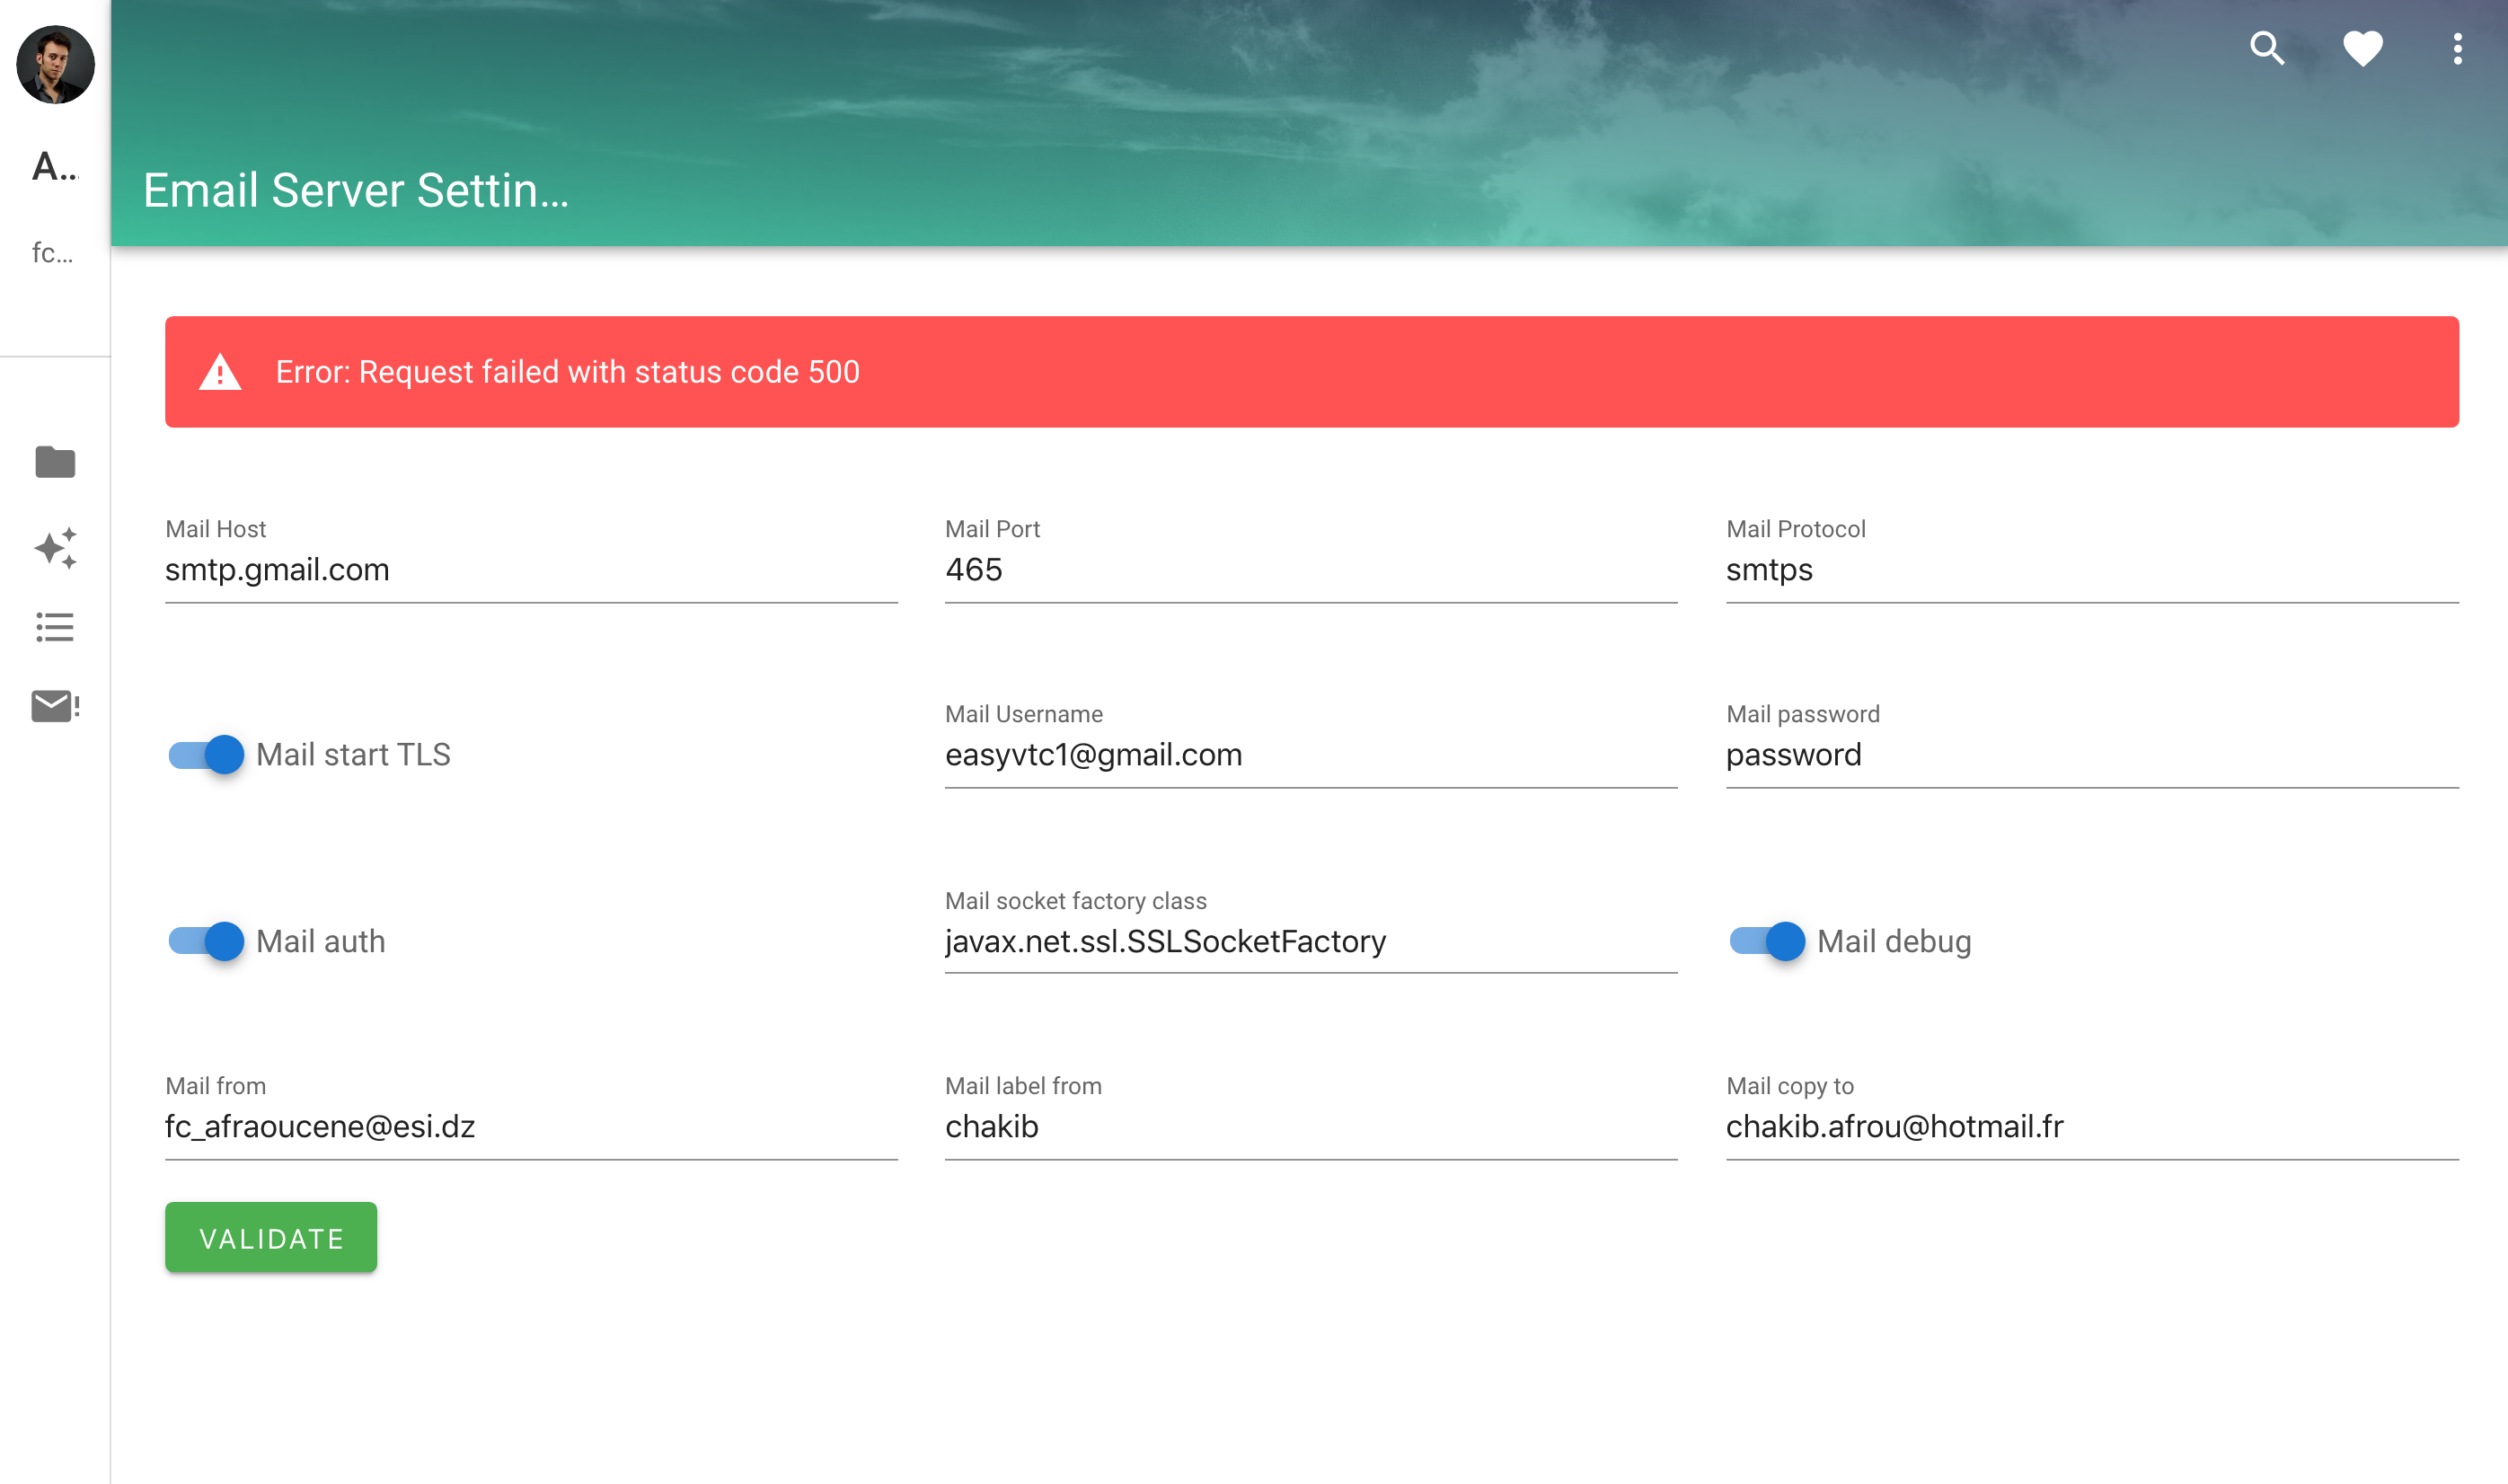 A...
fc...
Email Server Settin...
Error: Request failed with status code 500
Mail Host
smtp.gmail.com
Mail Port
465
Mail Protocol
smtps
Mail start TLS
Mail Username
easyvtc1@gmail.com
Mail password
password
Mail auth
Mail socket factory class
javax.net.ssl.SSLSocketFactory
Mail debug
Mail from
fc_afraoucene@esi.dz
Mail label from
chakib
Mail copy to
chakib.afrou@hotmail.fr
VALIDATE